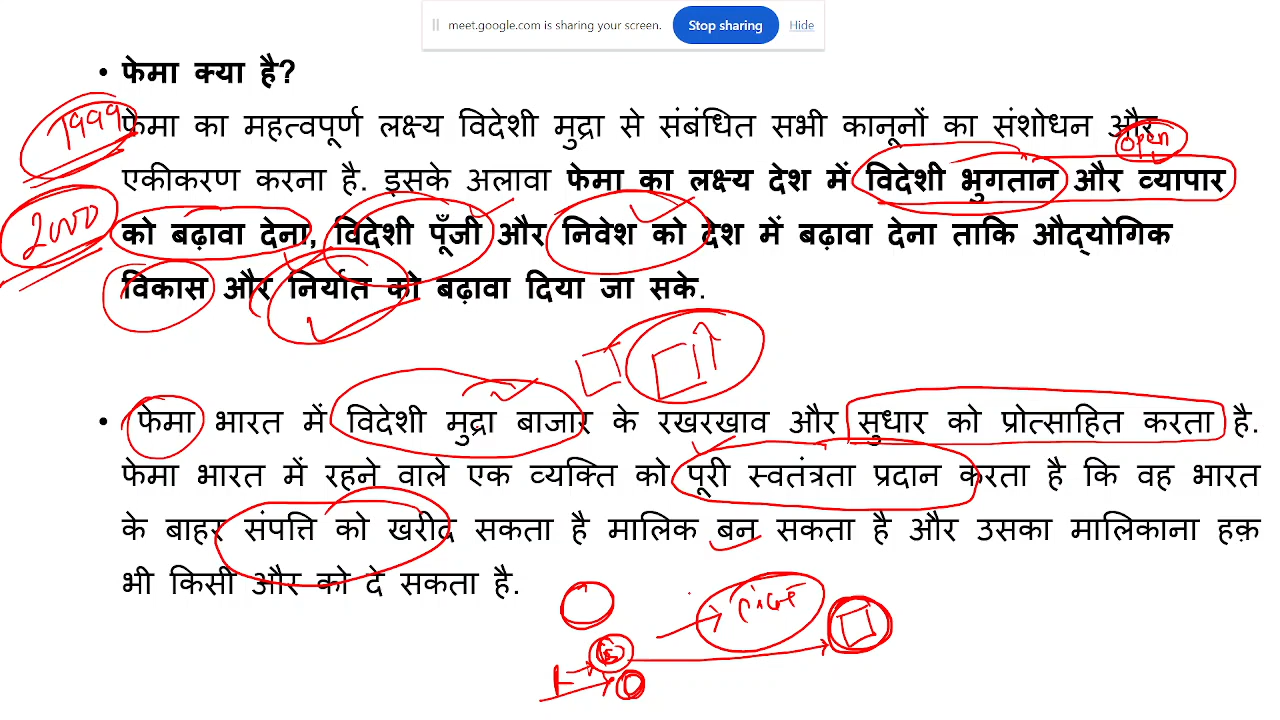 meet.google.com is sharing your screen. Stop sharing Hide
• फेमा क्या है?
1999
फेमा का महत्वपूर्ण लक्ष्य विदेशी मुद्रा से संबंधित सभी कानूनों का संशोधन और
open
एकीकरण करना है. इसके अलावा फेमा का लक्ष्य देश में विदेशी भुगतान और व्यापार
2000
को बढ़ावा देना, विदेशी पूँजी और निवेश को देश में बढ़ावा देना ताकि औद्योगिक
विकास और निर्यात को बढ़ावा दिया जा सके.
• फेमा भारत में विदेशी मुद्रा बाजार के रखरखाव और सुधार को प्रोत्साहित करता है.
फेमा भारत में रहने वाले एक व्यक्ति को पूरी स्वतंत्रता प्रदान करता है कि वह भारत
के बाहर संपत्ति को खरीद सकता है मालिक बन सकता है और उसका मालिकाना हक़
भी किसी और को दे सकता है.